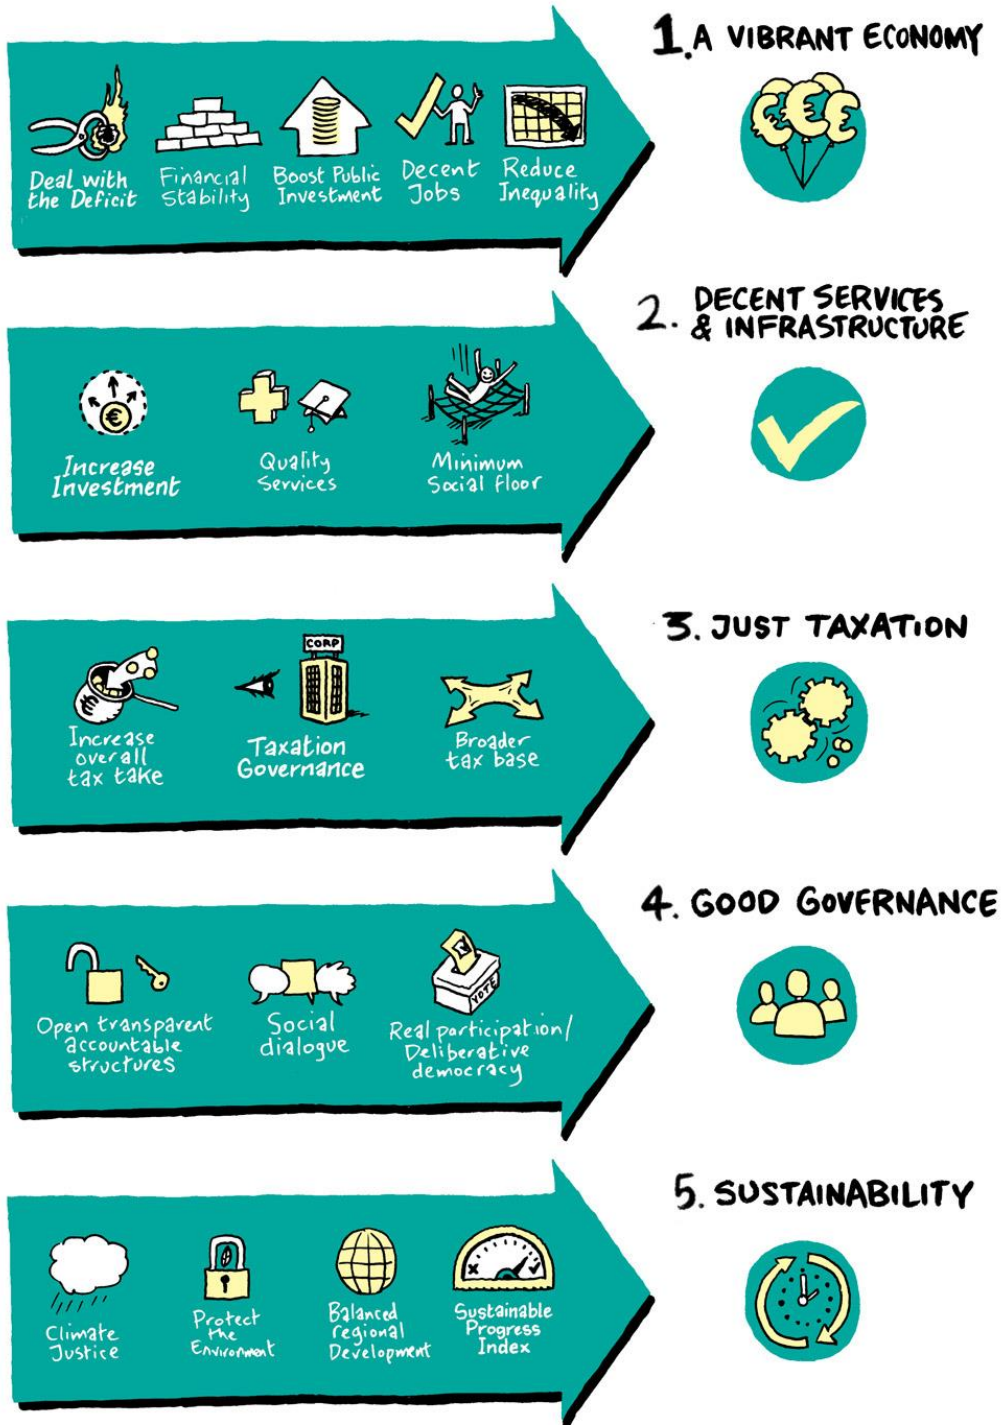 1. A VIBRANT ECONOMY
Deal with
the Deficit
Financial
Stability
Boost Public
Investment
Decent
Jobs
Reduce
Inequality
€ € €
2. DECENT SERVICES
& INFRASTRUCTURE
€
Increase
Investment
Quality
Services
Minimum
Social floor
3. JUST TAXATION
€
Increase
overall
tax take
CORP
Taxation
Governance
Broader
tax base
4. GOOD GOVERNANCE
Open transparent
accountable
structures
Social
dialogue
VOTE
Real participation/
Deliberative
democracy
5. SUSTAINABILITY
Climate
Justice
Protect
the
Environment
Balanced
regional
Development
Sustainable
Progress
Index